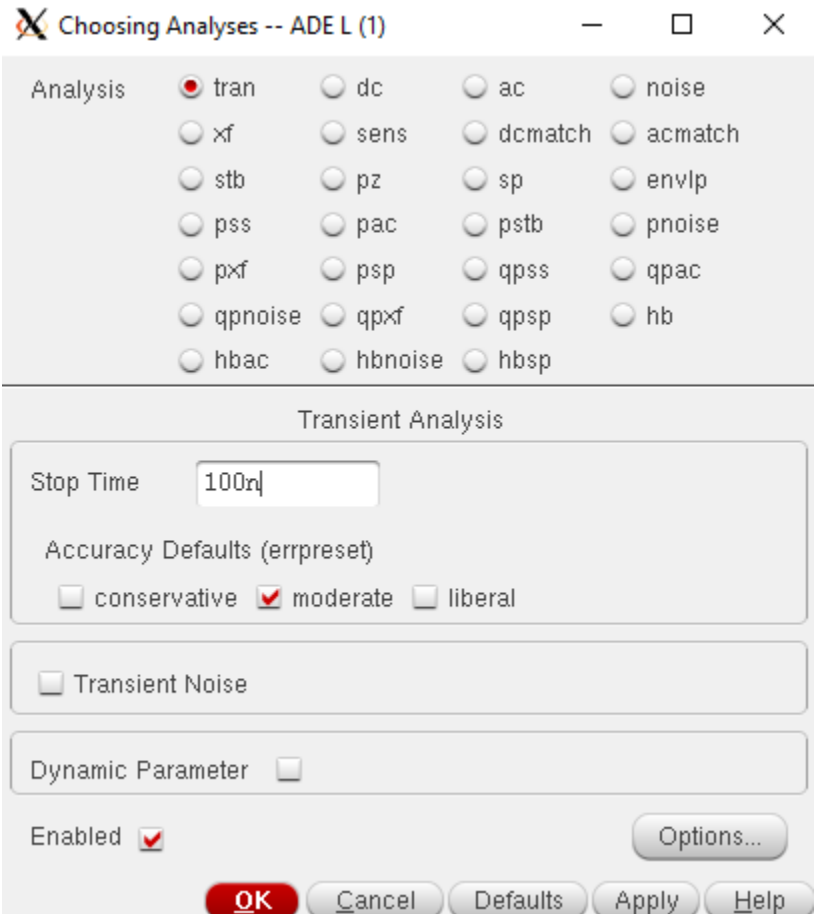 Choosing Analyses -- ADE L (1)
Analysis tran dc ac noise
xf sens dcmatch acmatch
stb pz sp envlp
pss pac pstb pnoise
pxf psp qpss qpac
qpnoise qpxf qpsp hb
hbac hbnoise hbsp
Transient Analysis
Stop Time 100n
Accuracy Defaults (errpreset)
conservative moderate liberal
Transient Noise
Dynamic Parameter
Enabled Options...
OK Cancel Defaults Apply Help